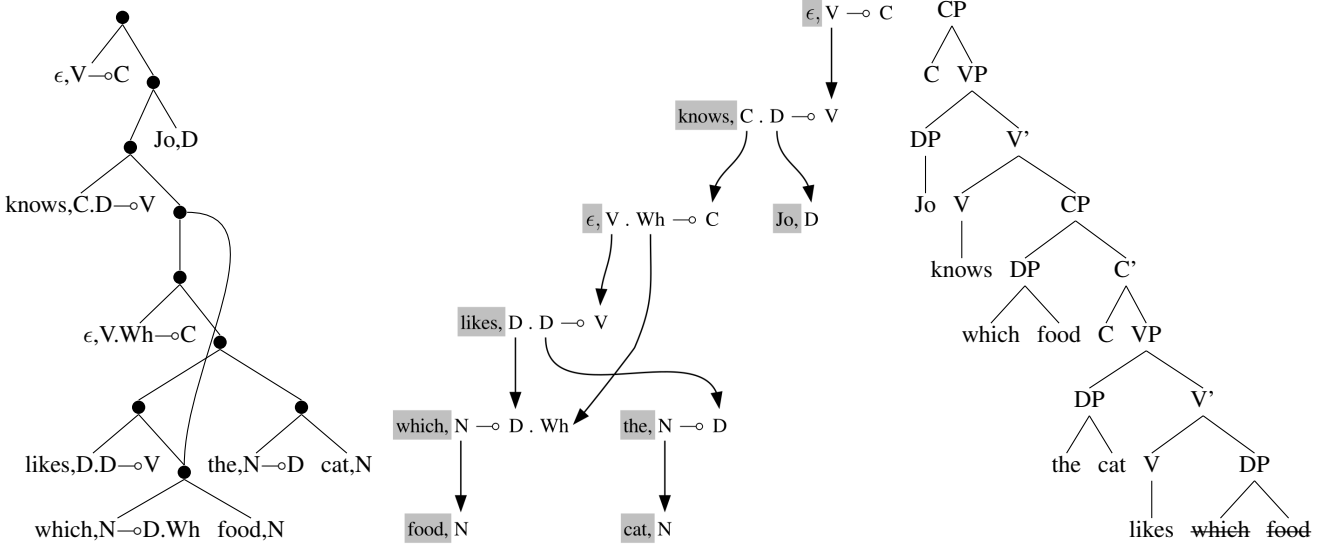 ϵ,V⊸C
Jo,D
knows,C.D⊸V
ϵ,V.Wh⊸C
likes,D.D⊸V the,N⊸D cat,N
which,N⊸D.Wh food,N
ϵ, V ⊸ C
knows, C . D ⊸ V
ϵ, V . Wh ⊸ C Jo, D
likes, D . D ⊸ V
which, N ⊸ D . Wh the, N ⊸ D
food, N cat, N
CP
C VP
DP V’
Jo V CP
knows DP C’
which food C VP
DP V’
the cat V DP
likes which food